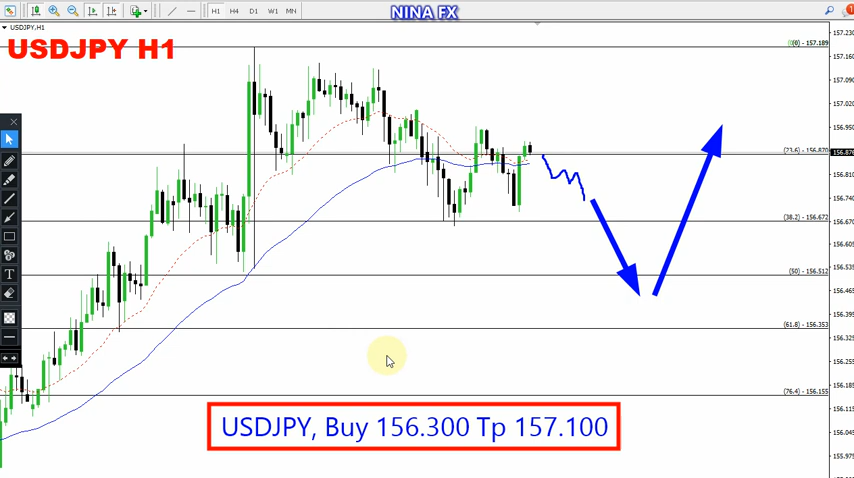 H1 H4 D1 W1 MN
NINA FX
USDJPY,H1
USDJPY H1
157.230
(0) - 157.189
157.160
157.090
157.020
156.950
(23.6) - 156.870
156.870
156.810
156.740
(38.2) - 156.672
156.600
156.535
(50) - 156.512
156.465
156.395
(61.8) - 156.353
156.325
156.255
156.185
(76.4) - 156.155
156.115
156.045
155.975
T
USDJPY, Buy 156.300 Tp 157.100